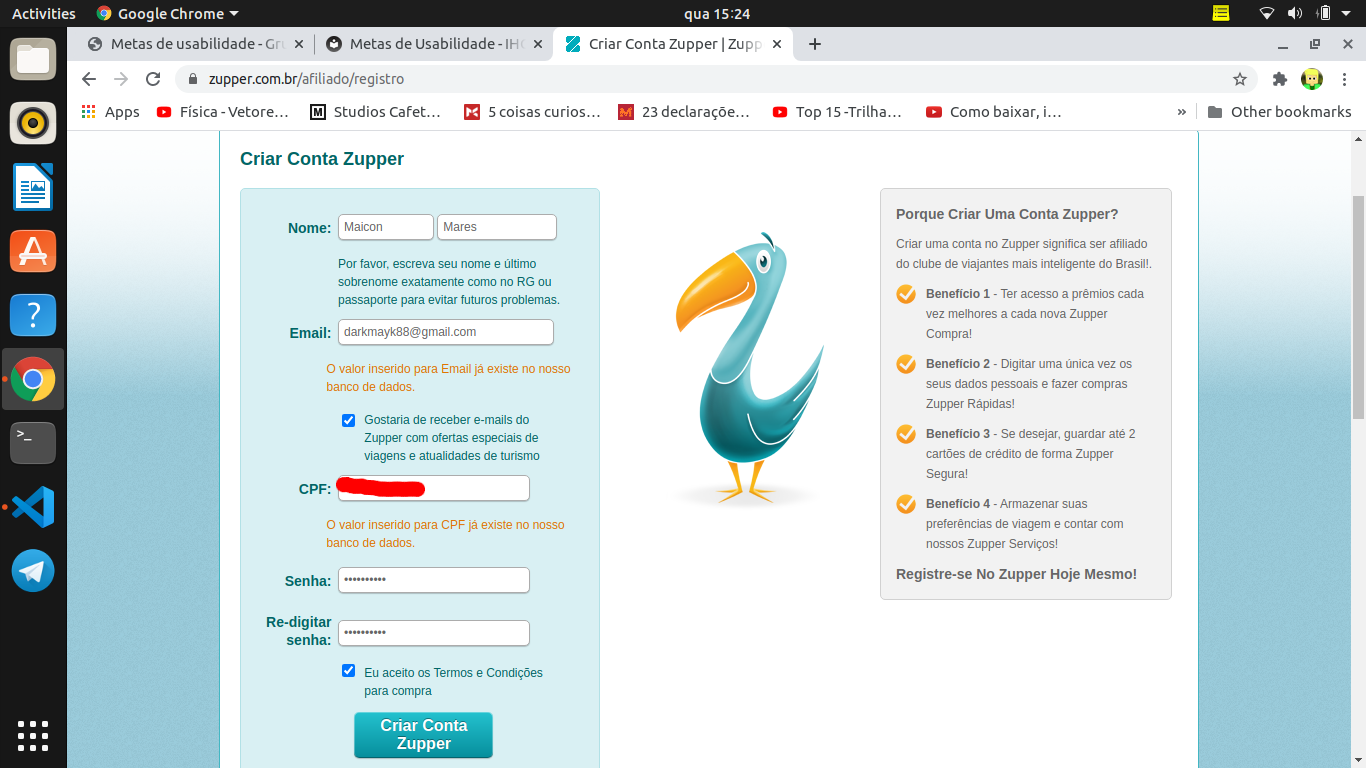 Activities
Google Chrome
qua 15:24
Metas de usabilidade - Gru
Metas de Usabilidade - IHC
Criar Conta Zupper | Zupp
zupper.com.br/afiliado/registro
Apps
Física - Vetore…
Studios Cafet…
5 coisas curios…
23 declaraçõe…
Top 15 -Trilha…
Como baixar, i…
»
Other bookmarks
Criar Conta Zupper
Nome:
Maicon
Mares
Por favor, escreva seu nome e último
sobrenome exatamente como no RG ou
passaporte para evitar futuros problemas.
Email:
darkmayk88@gmail.com
O valor inserido para Email já existe no nosso
banco de dados.
Gostaria de receber e-mails do
Zupper com ofertas especiais de
viagens e atualidades de turismo
CPF:
O valor inserido para CPF já existe no nosso
banco de dados.
Senha:
••••••••••
Re-digitar
senha:
••••••••••
Eu aceito os Termos e Condições
para compra
Criar Conta
Zupper
Porque Criar Uma Conta Zupper?
Criar uma conta no Zupper significa ser afiliado
do clube de viajantes mais inteligente do Brasil!.
Benefício 1 - Ter acesso a prêmios cada
vez melhores a cada nova Zupper
Compra!
Benefício 2 - Digitar uma única vez os
seus dados pessoais e fazer compras
Zupper Rápidas!
Benefício 3 - Se desejar, guardar até 2
cartões de crédito de forma Zupper
Segura!
Benefício 4 - Armazenar suas
preferências de viagem e contar com
nossos Zupper Serviços!
Registre-se No Zupper Hoje Mesmo!